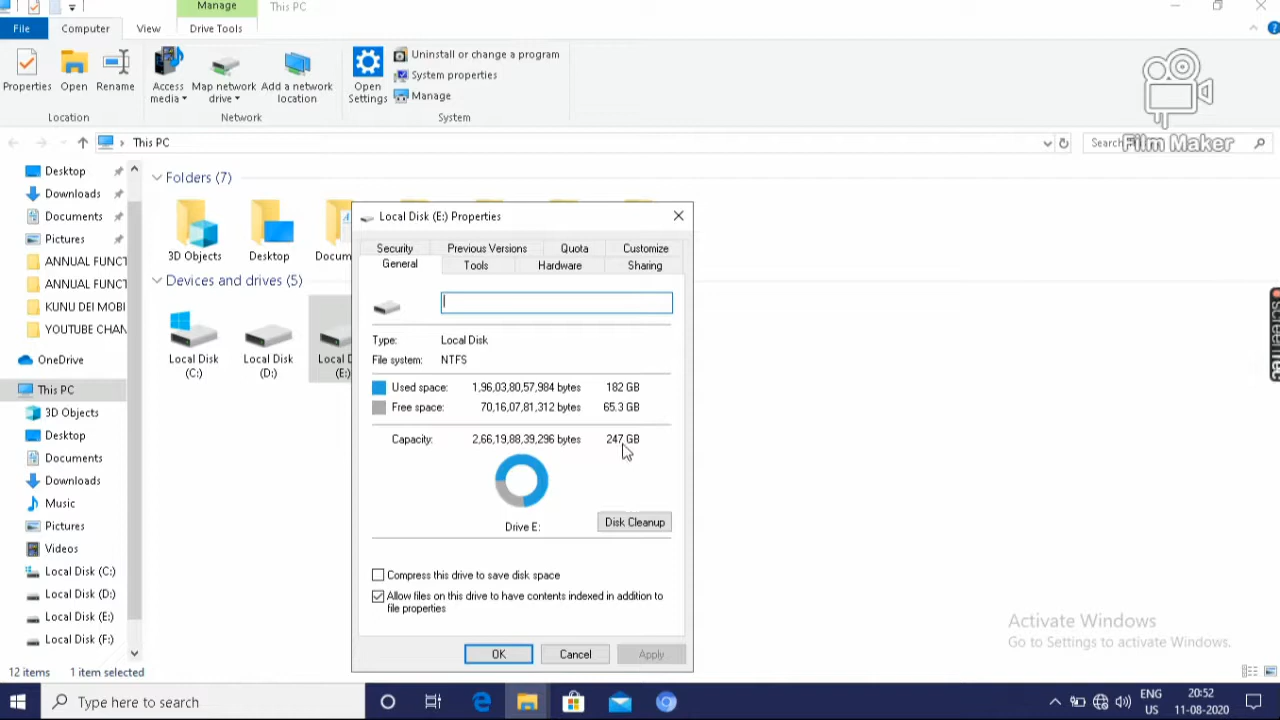 Manage
This PC
File
Computer
View
Drive Tools
Properties
Open
Rename
Access media
Map network drive
Add a network location
Open Settings
Uninstall or change a program
System properties
Manage
Location
Network
System
This PC
Search
Film Maker
Desktop
Downloads
Documents
Pictures
ANNUAL FUNCT
ANNUAL FUNCT
KUNU DEI MOBI
YOUTUBE CHAN
OneDrive
This PC
3D Objects
Desktop
Documents
Downloads
Music
Pictures
Videos
Local Disk (C:)
Local Disk (D:)
Local Disk (E:)
Local Disk (F:)
Folders (7)
3D Objects
Desktop
Docum
Devices and drives (5)
Local Disk
(C:)
Local Disk
(D:)
Local D
(E:)
Local Disk (E:) Properties
Security
Previous Versions
Quota
Customize
General
Tools
Hardware
Sharing
Type: Local Disk
File system: NTFS
Used space: 1,96,03,80,57,984 bytes 182 GB
Free space: 70,16,07,81,312 bytes 65.3 GB
Capacity: 2,66,19,88,39,296 bytes 247 GB
Drive E:
Disk Cleanup
Compress this drive to save disk space
Allow files on this drive to have contents indexed in addition to
file properties
OK
Cancel
Apply
Activate Windows
Go to Settings to activate Windows.
12 items
1 item selected
Type here to search
ENG
US
20:52
11-08-2020